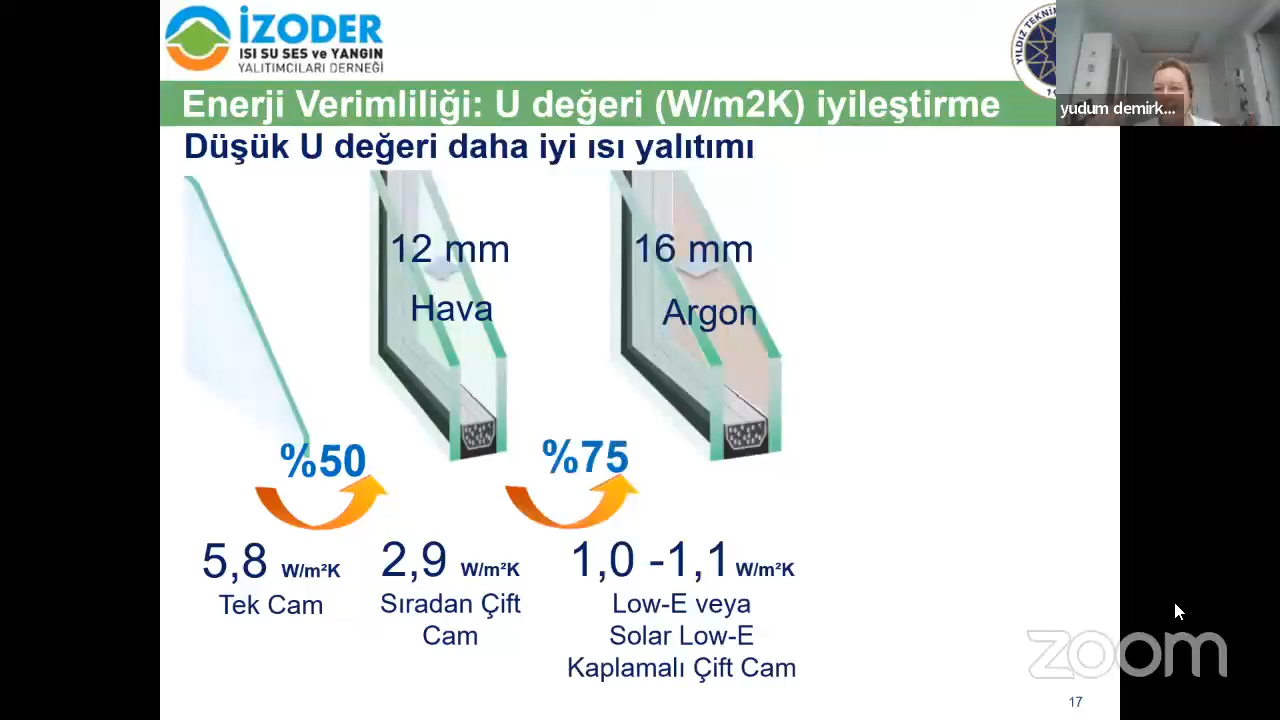 İZODER
ISI SU SES ve YANGIN
YALITIMCILARI DERNEĞİ
YILDIZ TEKNİK
yudum demirk...
Enerji Verimliliği: U değeri (W/m2K) iyileştirme
Düşük U değeri daha iyi ısı yalıtımı
12 mm
Hava
16 mm
Argon
%50
%75
5,8 W/m²K
Tek Cam
2,9 W/m²K
Sıradan Çift
Cam
1,0 -1,1 W/m²K
Low-E veya
Solar Low-E
Kaplamalı Çift Cam
zoom
17